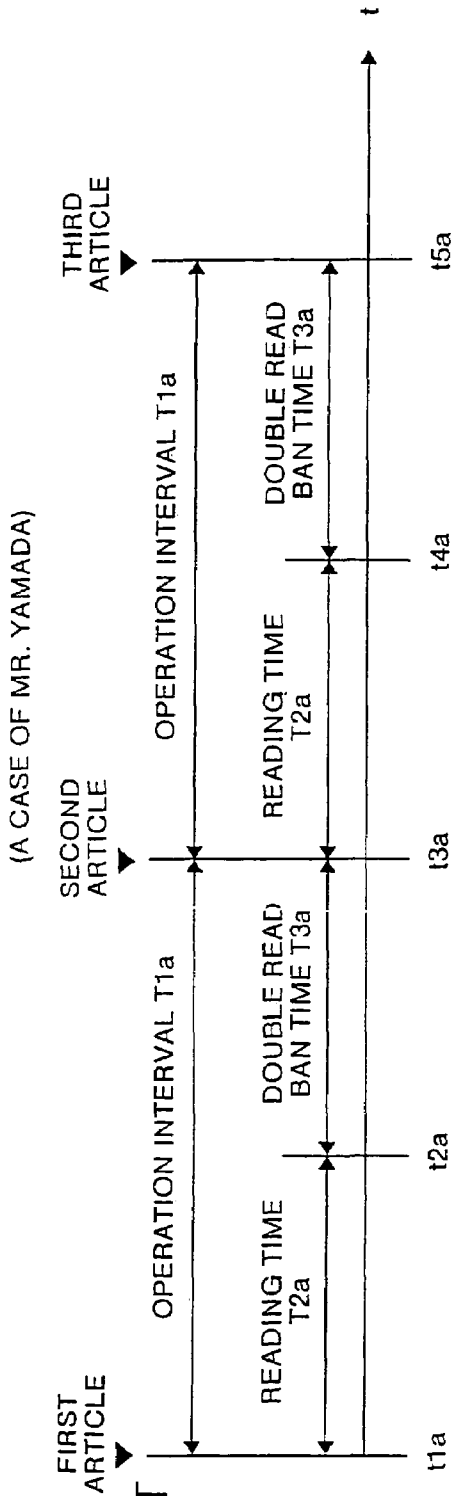 (A CASE OF MR. YAMADA)
FIRST
ARTICLE
SECOND
ARTICLE
THIRD
ARTICLE
OPERATION INTERVAL T1a
OPERATION INTERVAL T1a
READING TIME
T2a
DOUBLE READ
BAN TIME T3a
READING TIME
T2a
DOUBLE READ
BAN TIME T3a
t1a
t2a
t3a
t4a
t5a
t